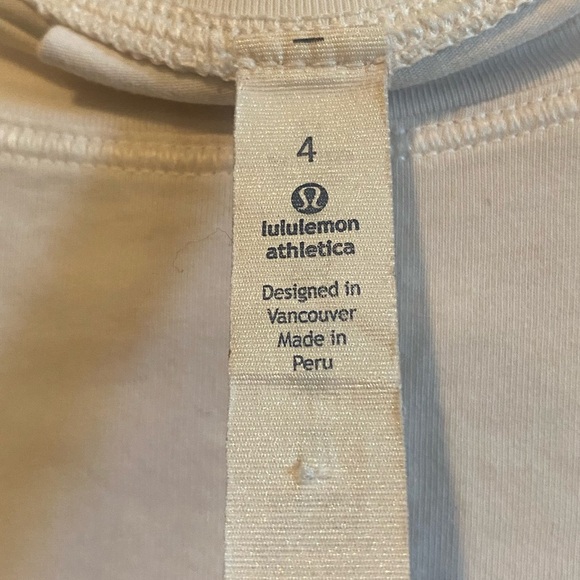 4
lululemon
athletica
Designed in
Vancouver
Made in
Peru